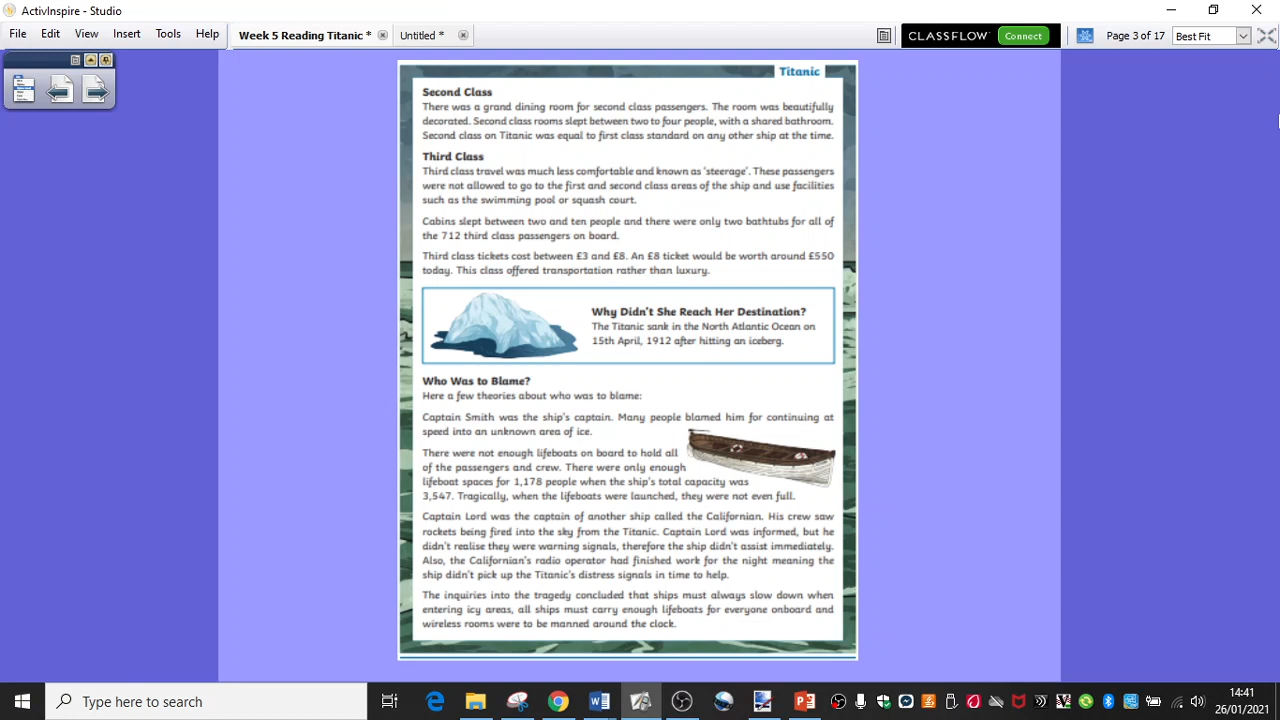 ActivInspire - Studio
File Edit View Insert Tools Help
Week 5 Reading Titanic *
Untitled *
CLASSFLOW
Connect
Page 3 of 17
Best Fit
Titanic
Second Class
There was a grand dining room for second class passengers. The room was beautifully
decorated. Second class rooms slept between two to four people, with a shared bathroom.
Second class on Titanic was equal to first class standard on any other ship at the time.
Third Class
Third class travel was much less comfortable and known as 'steerage'. These passengers
were not allowed to go to the first and second class areas of the ship and use facilities
such as the swimming pool or squash court.
Cabins slept between two and ten people and there were only two bathtubs for all of
the 712 third class passengers on board.
Third class tickets cost between £3 and £8. An £8 ticket would be worth around £550
today. This class offered transportation rather than luxury.
Why Didn't She Reach Her Destination?
The Titanic sank in the North Atlantic Ocean on
15th April, 1912 after hitting an iceberg.
Who Was to Blame?
Here a few theories about who was to blame:
Captain Smith was the ship's captain. Many people blamed him for continuing at
speed into an unknown area of ice.
There were not enough lifeboats on board to hold all
of the passengers and crew. There were only enough
lifeboat spaces for 1,178 people when the ship's total capacity was
3,547. Tragically, when the lifeboats were launched, they were not even full.
Captain Lord was the captain of another ship called the Californian. His crew saw
rockets being fired into the sky from the Titanic. Captain Lord was informed, but he
didn't realise they were warning signals, therefore the ship didn't assist immediately.
Also, the Californian's radio operator had finished work for the night meaning the
ship didn't pick up the Titanic's distress signals in time to help.
The inquiries into the tragedy concluded that ships must always slow down when
entering icy areas, all ships must carry enough lifeboats for everyone onboard and
wireless rooms were to be manned around the clock.
Type here to search
14:41
26/01/2021